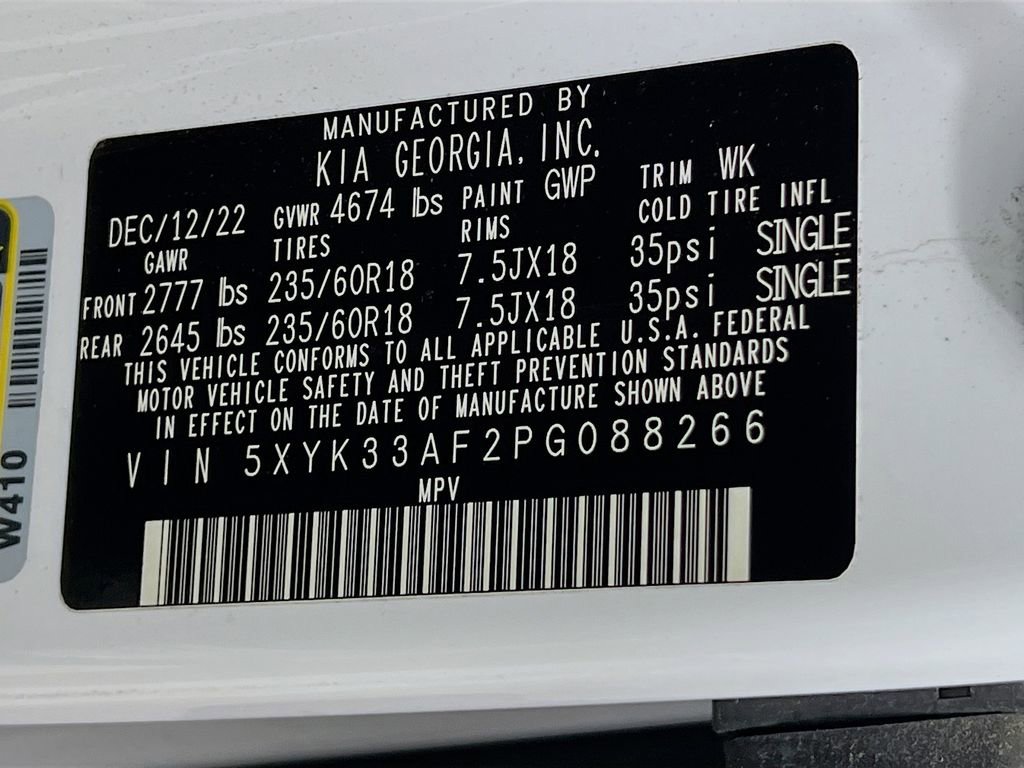 MANUFACTURED BY
KIA GEORGIA, INC.
DEC/12/22 GVWR 4674 lbs PAINT GWP TRIM WK
GAWR TIRES RIMS COLD TIRE INFL
FRONT 2777 lbs 235/60R18 7.5JX18 35psi SINGLE
REAR 2645 lbs 235/60R18 7.5JX18 35psi SINGLE
THIS VEHICLE CONFORMS TO ALL APPLICABLE U.S.A. FEDERAL
MOTOR VEHICLE SAFETY AND THEFT PREVENTION STANDARDS
IN EFFECT ON THE DATE OF MANUFACTURE SHOWN ABOVE
VIN 5XYK33AF2PG088266
MPV
W410